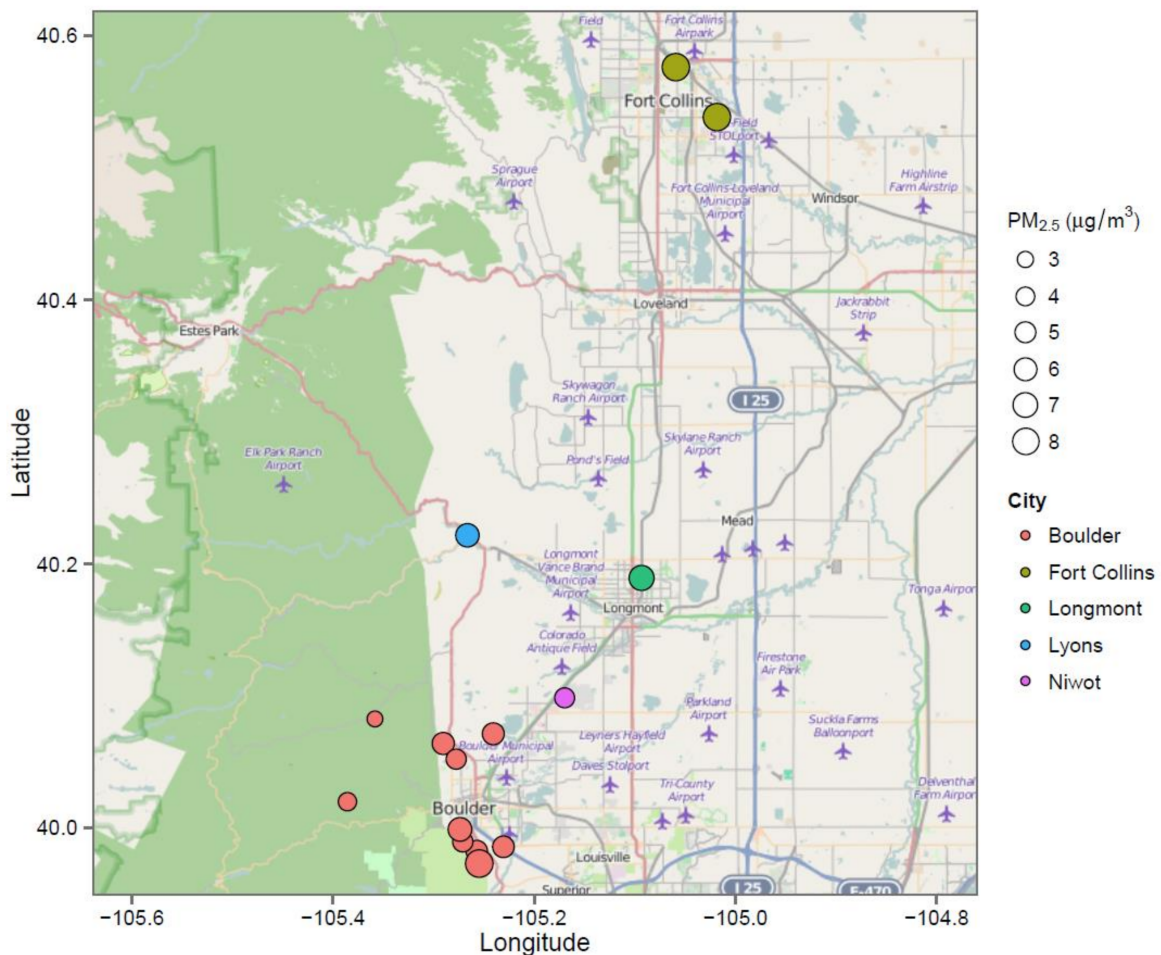 40.6
40.4
40.2
40.0
Latitude
−105.6
−105.4
−105.2
−105.0
−104.8
Longitude
Field
Fort Collins
Airpark
Fort Collins
Field
STOLport
Sprague
Airport
Fort Collins-Loveland
Municipal
Airport
Highline
Farm Airstrip
Windsor
Loveland
Jackrabbit
Strip
Estes Park
Skywagon
Ranch Airport
I 25
Elk Park Ranch
Airport
Pond's Field
Skylane Ranch
Airport
Mead
Longmont
Vance Brand
Municipal
Airport
Longmont
Tonga Airpor
Colorado
Antique Field
Firestone
Air Park
Parkland
Airport
Suckla Farms
Balloonport
Boulder Municipal
Airport
Leyners Hayfield
Airport
Daves Stolport
Tri-County
Airport
Delventhal
Farm Airpor
Boulder
Louisville
Superior
I 25
E-470
PM2.5 (μg/m³)
3
4
5
6
7
8
City
Boulder
Fort Collins
Longmont
Lyons
Niwot